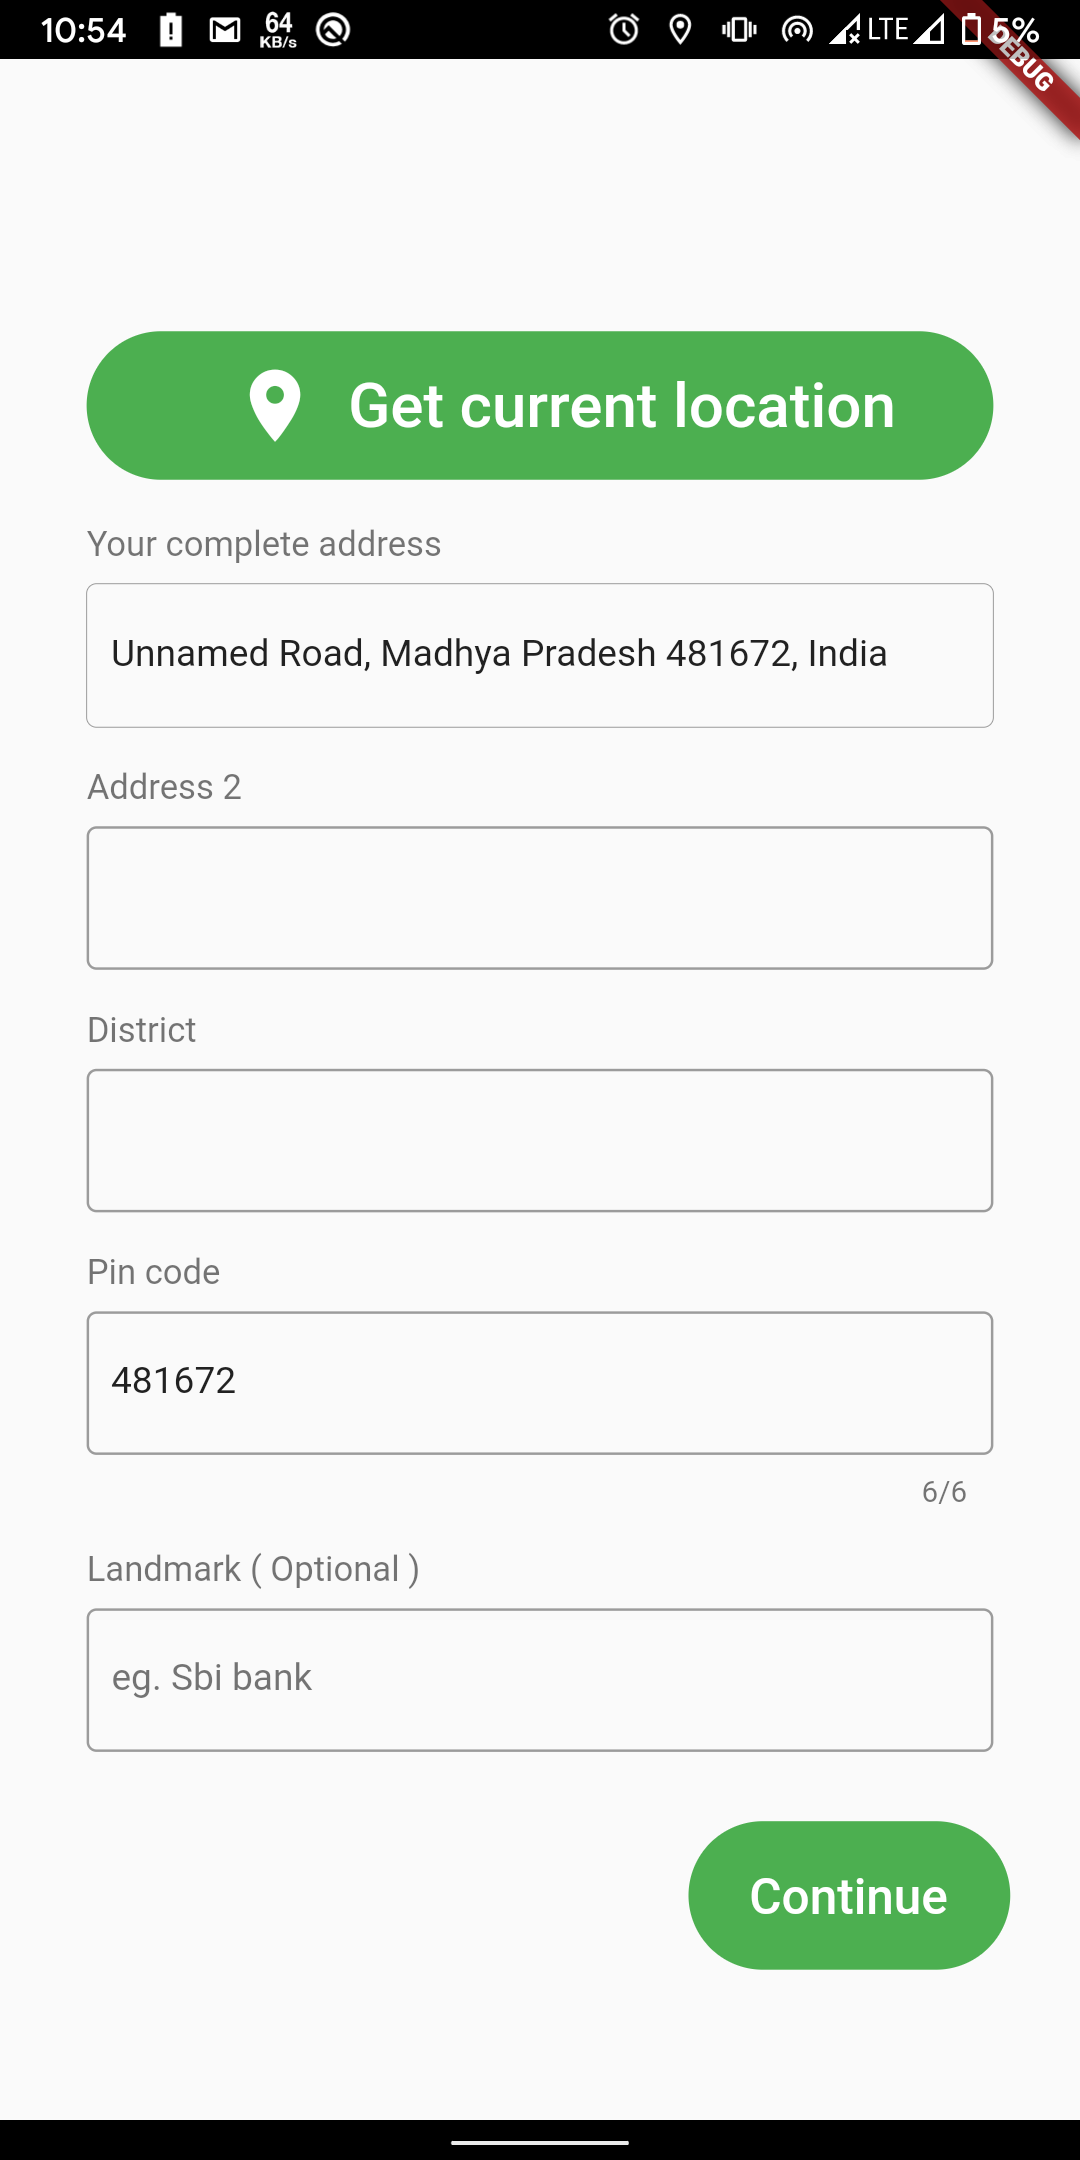 10:54 64 KB/s LTE 5%
DEBUG
Get current location
Your complete address
Unnamed Road, Madhya Pradesh 481672, India
Address 2
District
Pin code
481672
6/6
Landmark ( Optional )
eg. Sbi bank
Continue